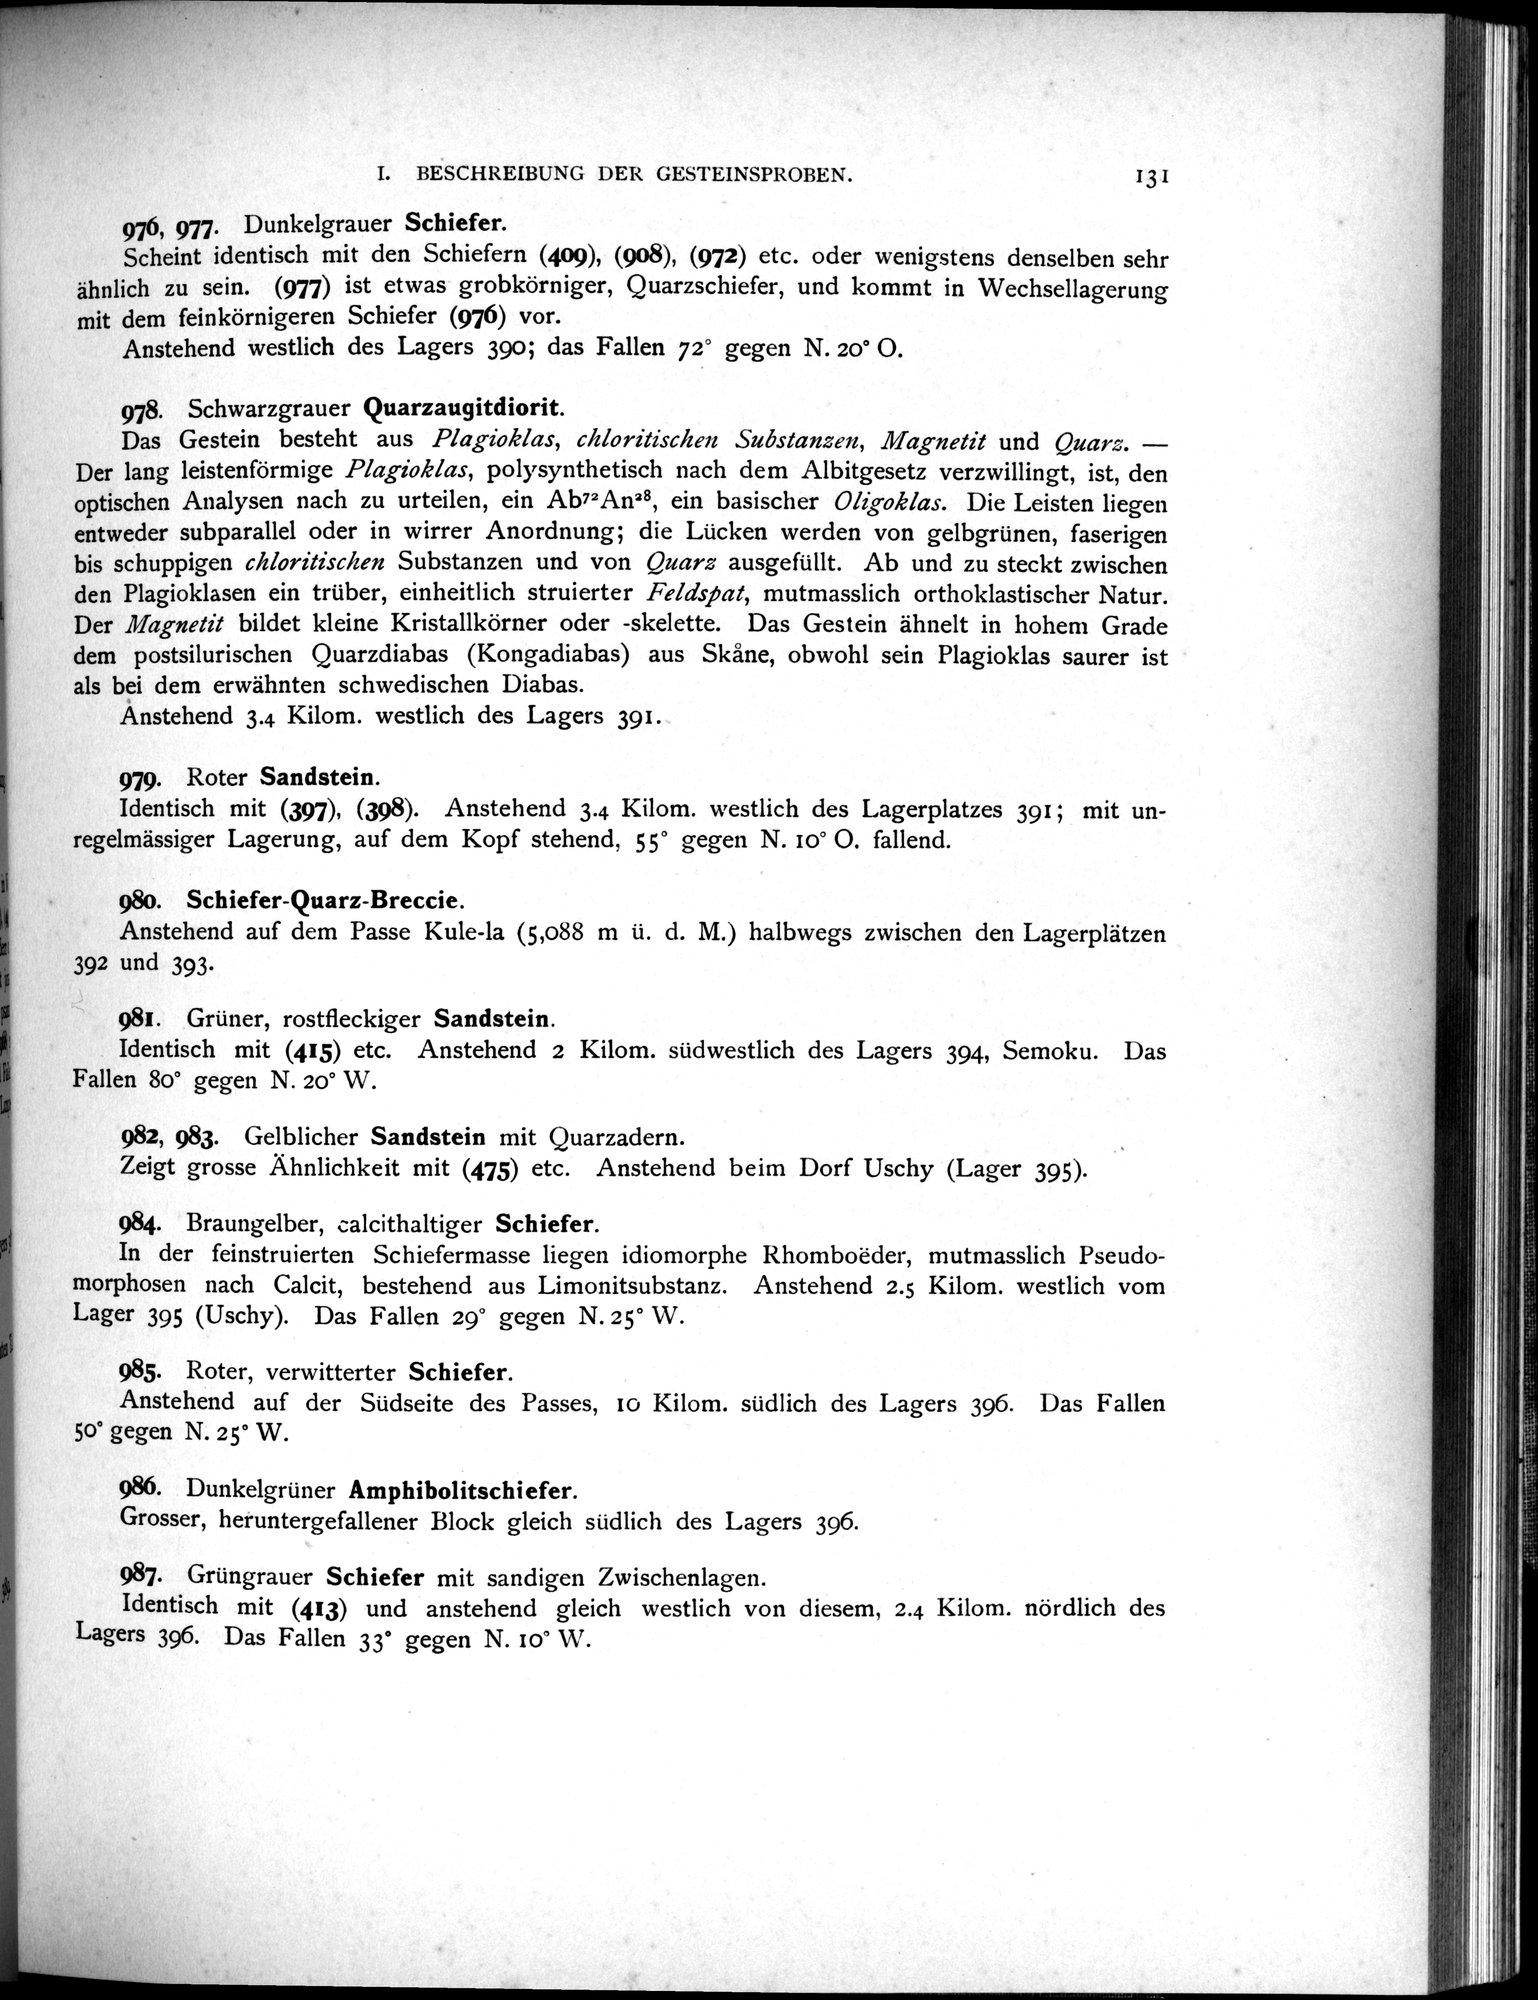 I. BESCHREIBUNG DER GESTEINSPROBEN. 131
976, 977. Dunkelgrauer Schiefer.
Scheint identisch mit den Schiefern (409), (908), (972) etc. oder wenigstens denselben sehr
ähnlich zu sein. (977) ist etwas grobkörniger, Quarzschiefer, und kommt in Wechsellagerung
mit dem feinkörnigeren Schiefer (976) vor.
Anstehend westlich des Lagers 390; das Fallen 72° gegen N. 20° O.
978. Schwarzgrauer Quarzaugitdiorit.
Das Gestein besteht aus Plagioklas, chloritischen Substanzen, Magnetit und Quarz. —
Der lang leistenförmige Plagioklas, polysynthetisch nach dem Albitgesetz verzwillingt, ist, den
optischen Analysen nach zu urteilen, ein Ab⁷²An²⁸, ein basischer Oligoklas. Die Leisten liegen
entweder subparallel oder in wirrer Anordnung; die Lücken werden von gelbgrünen, faserigen
bis schuppigen chloritischen Substanzen und von Quarz ausgefüllt. Ab und zu steckt zwischen
den Plagioklasen ein trüber, einheitlich struierter Feldspat, mutmasslich orthoklastischer Natur.
Der Magnetit bildet kleine Kristallkörner oder -skelette. Das Gestein ähnelt in hohem Grade
dem postsilurischen Quarzdiabas (Kongadiabas) aus Skåne, obwohl sein Plagioklas saurer ist
als bei dem erwähnten schwedischen Diabas.
Anstehend 3.4 Kilom. westlich des Lagers 391.
979. Roter Sandstein.
Identisch mit (397), (398). Anstehend 3.4 Kilom. westlich des Lagerplatzes 391; mit un-
regelmässiger Lagerung, auf dem Kopf stehend, 55° gegen N. 10° O. fallend.
980. Schiefer-Quarz-Breccie.
Anstehend auf dem Passe Kule-la (5,088 m ü. d. M.) halbwegs zwischen den Lagerplätzen
392 und 393.
981. Grüner, rostfleckiger Sandstein.
Identisch mit (415) etc. Anstehend 2 Kilom. südwestlich des Lagers 394, Semoku. Das
Fallen 80° gegen N. 20° W.
982, 983. Gelblicher Sandstein mit Quarzadern.
Zeigt grosse Ähnlichkeit mit (475) etc. Anstehend beim Dorf Uschy (Lager 395).
984. Braungelber, calcithaltiger Schiefer.
In der feinstruierten Schiefermasse liegen idiomorphe Rhomboëder, mutmasslich Pseudo-
morphosen nach Calcit, bestehend aus Limonitsubstanz. Anstehend 2.5 Kilom. westlich vom
Lager 395 (Uschy). Das Fallen 29° gegen N. 25° W.
985. Roter, verwitterter Schiefer.
Anstehend auf der Südseite des Passes, 10 Kilom. südlich des Lagers 396. Das Fallen
50° gegen N. 25° W.
986. Dunkelgrüner Amphibolitschiefer.
Grosser, heruntergefallener Block gleich südlich des Lagers 396.
987. Grüngrauer Schiefer mit sandigen Zwischenlagen.
Identisch mit (413) und anstehend gleich westlich von diesem, 2.4 Kilom. nördlich des
Lagers 396. Das Fallen 33° gegen N. 10° W.